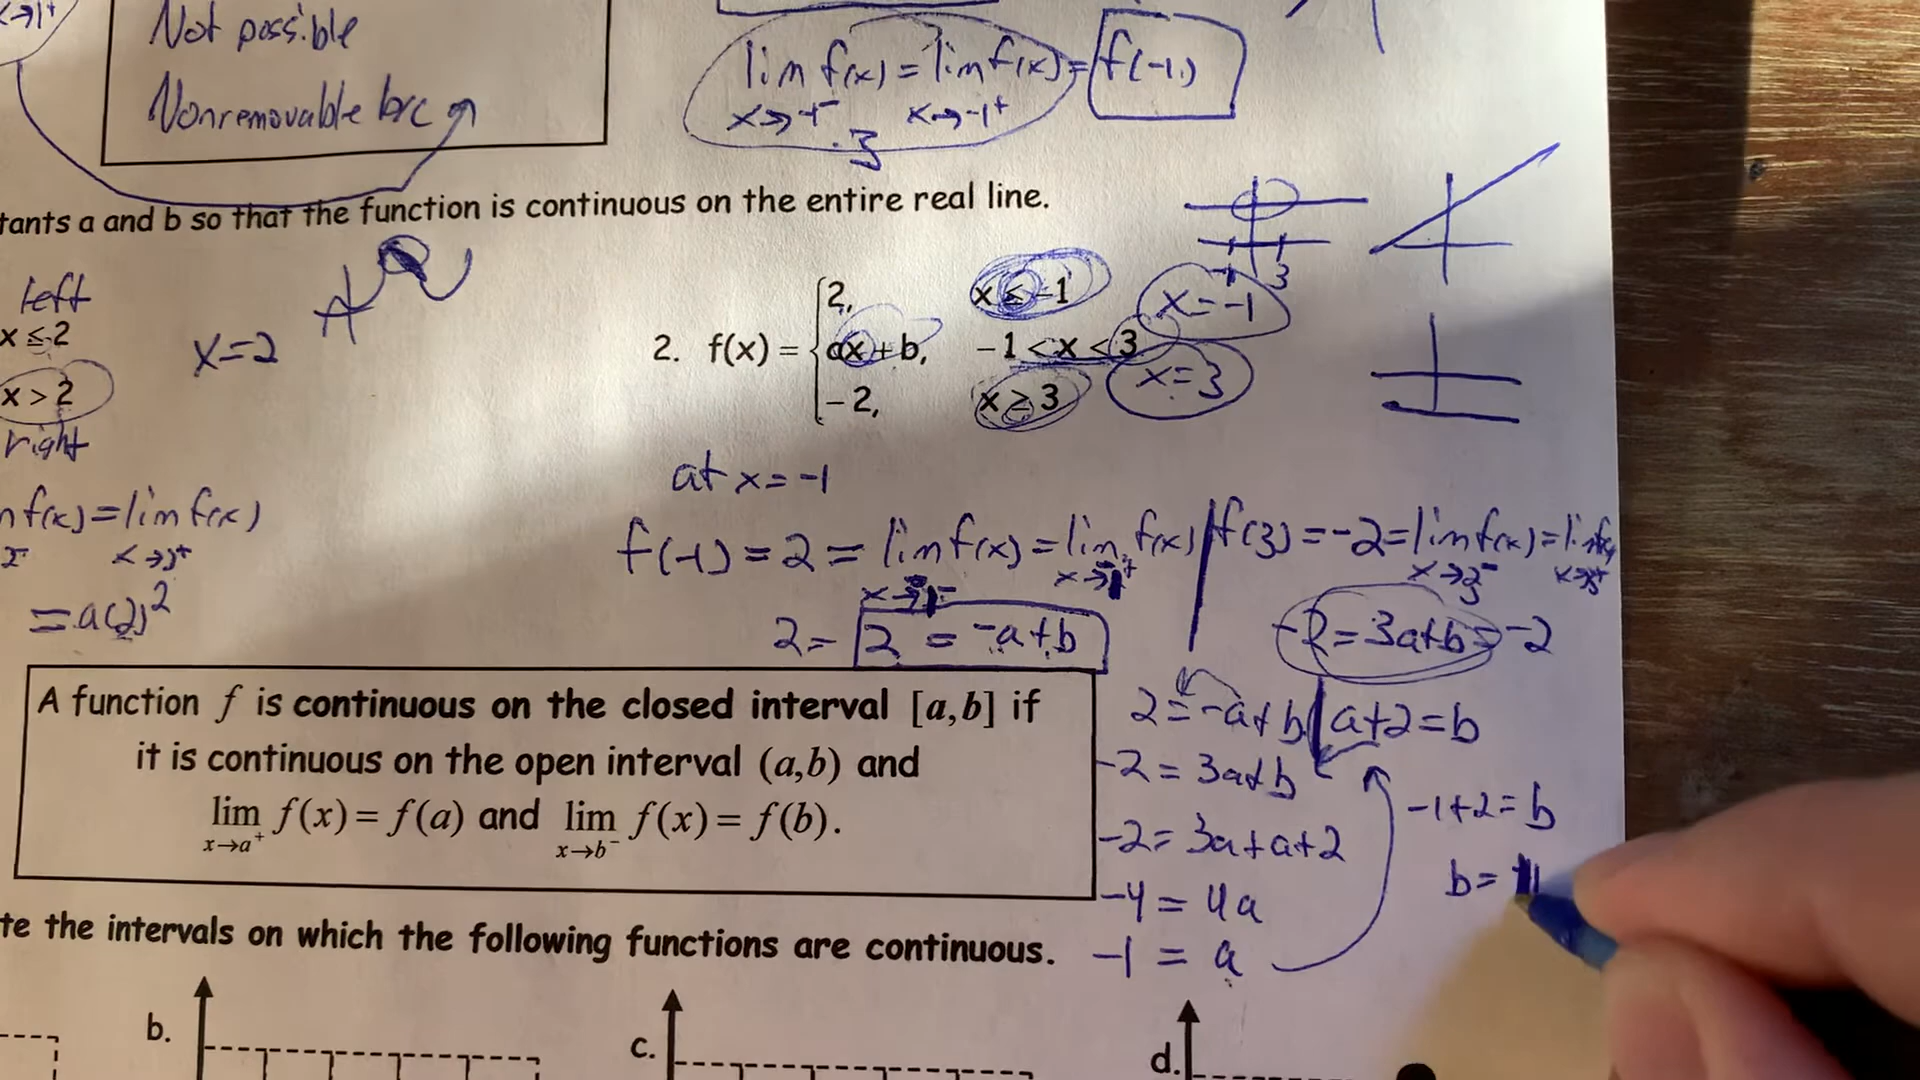 x→1⁺
Not possible
Nonremovable b/c
lim f(x) = lim f(x) = f(-1)
x→-1⁻ x→-1⁺
3
tants a and b so that the function is continuous on the entire real line.
left
x ≤ 2
x > 2
right
x=2
-1 3
2. f(x) = { 2, x ≤ -1
ax + b, -1 < x < 3
-2, x ≥ 3
x=-1
x=3
at x=-1
f(x) = lim f(x)
x→2⁺
= a(2)²
f(-1) = 2 = lim f(x) = lim f(x)
x→-1⁻ x→-1⁺
f(3) = -2 = lim f(x) = lim f(x)
x→3⁻ x→3⁺
2 = 2 = -a+b
-2 = 3a+b = -2
A function f is continuous on the closed interval [a,b] if
it is continuous on the open interval (a,b) and
lim f(x) = f(a) and lim f(x) = f(b).
x→a⁺ x→b⁻
2 = -a+b
a+2=b
-2 = 3a+b
-2 = 3a+a+2
-4 = 4a
-1 = a
-1+2=b
b= 1
te the intervals on which the following functions are continuous.
b.
c.
d.